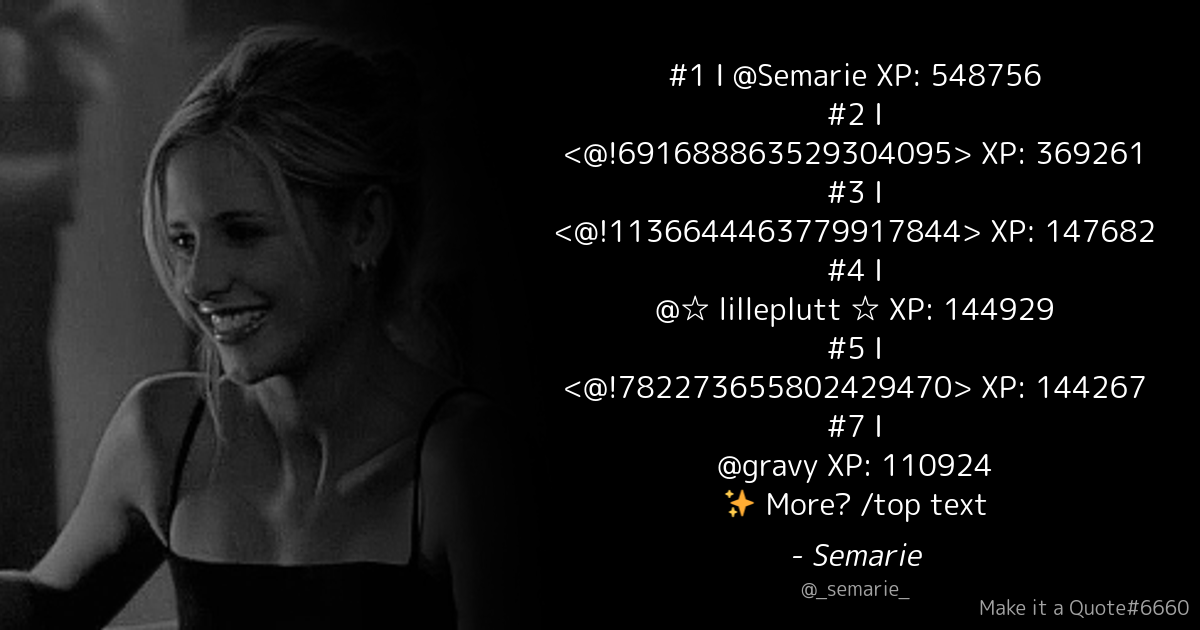 #1 | @Semarie XP: 548756
#2 |
<@!691688863529304095> XP: 369261
#3 |
<@!1136644463779917844> XP: 147682
#4 |
@☆ lilleplutt ☆ XP: 144929
#5 |
<@!782273655802429470> XP: 144267
#7 |
@gravy XP: 110924
✨ More? /top text
- Semarie
@_semarie_
Make it a Quote#6660